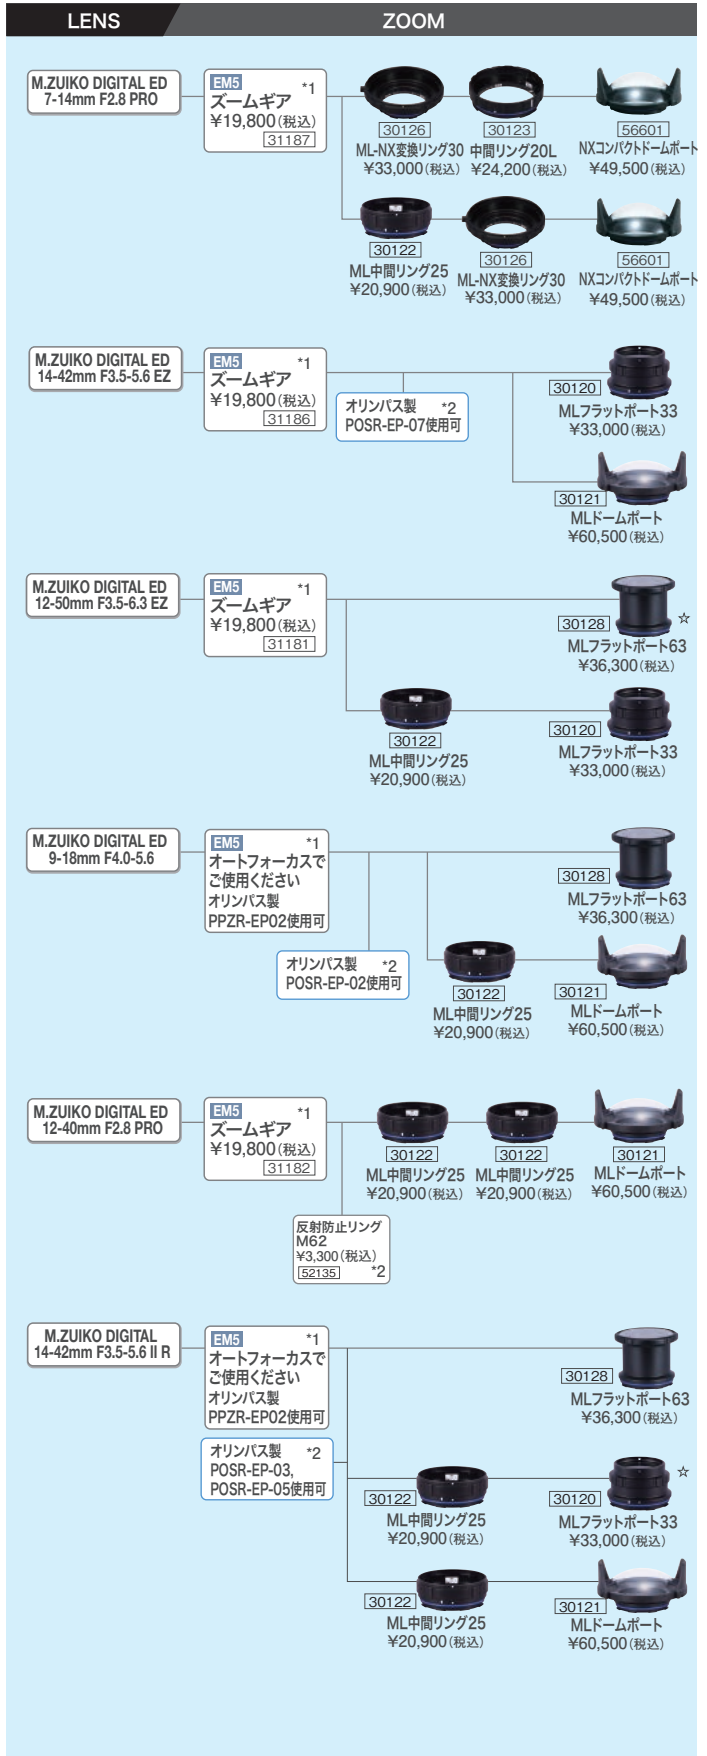 LENS
ZOOM
M.ZUIKO DIGITAL ED
7-14mm F2.8 PRO
EM5 *1
ズームギア
¥19,800(税込)
31187
30126
ML-NX変換リング30
¥33,000(税込)
30123
中間リング20L
¥24,200(税込)
56601
NXコンパクトドームポート
¥49,500(税込)
30122
ML中間リング25
¥20,900(税込)
30126
ML-NX変換リング30
¥33,000(税込)
56601
NXコンパクトドームポート
¥49,500(税込)
M.ZUIKO DIGITAL ED
14-42mm F3.5-5.6 EZ
EM5 *1
ズームギア
¥19,800(税込)
31186
オリンパス製 *2
POSR-EP-07使用可
30120
MLフラットポート33
¥33,000(税込)
30121
MLドームポート
¥60,500(税込)
M.ZUIKO DIGITAL ED
12-50mm F3.5-6.3 EZ
EM5 *1
ズームギア
¥19,800(税込)
31181
☆
30128
MLフラットポート63
¥36,300(税込)
30122
ML中間リング25
¥20,900(税込)
30120
MLフラットポート33
¥33,000(税込)
M.ZUIKO DIGITAL ED
9-18mm F4.0-5.6
EM5 *1
オートフォーカスで
ご使用ください
オリンパス製
PPZR-EP02使用可
オリンパス製 *2
POSR-EP-02使用可
30128
MLフラットポート63
¥36,300(税込)
30122
ML中間リング25
¥20,900(税込)
30121
MLドームポート
¥60,500(税込)
M.ZUIKO DIGITAL ED
12-40mm F2.8 PRO
EM5 *1
ズームギア
¥19,800(税込)
31182
反射防止リング
M62
¥3,300(税込)
52135 *2
30122
ML中間リング25
¥20,900(税込)
30122
ML中間リング25
¥20,900(税込)
30121
MLドームポート
¥60,500(税込)
M.ZUIKO DIGITAL
14-42mm F3.5-5.6 II R
EM5 *1
オートフォーカスで
ご使用ください
オリンパス製
PPZR-EP02使用可
オリンパス製 *2
POSR-EP-03,
POSR-EP-05使用可
30128
MLフラットポート63
¥36,300(税込)
30122
ML中間リング25
¥20,900(税込)
☆
30120
MLフラットポート33
¥33,000(税込)
30122
ML中間リング25
¥20,900(税込)
30121
MLドームポート
¥60,500(税込)